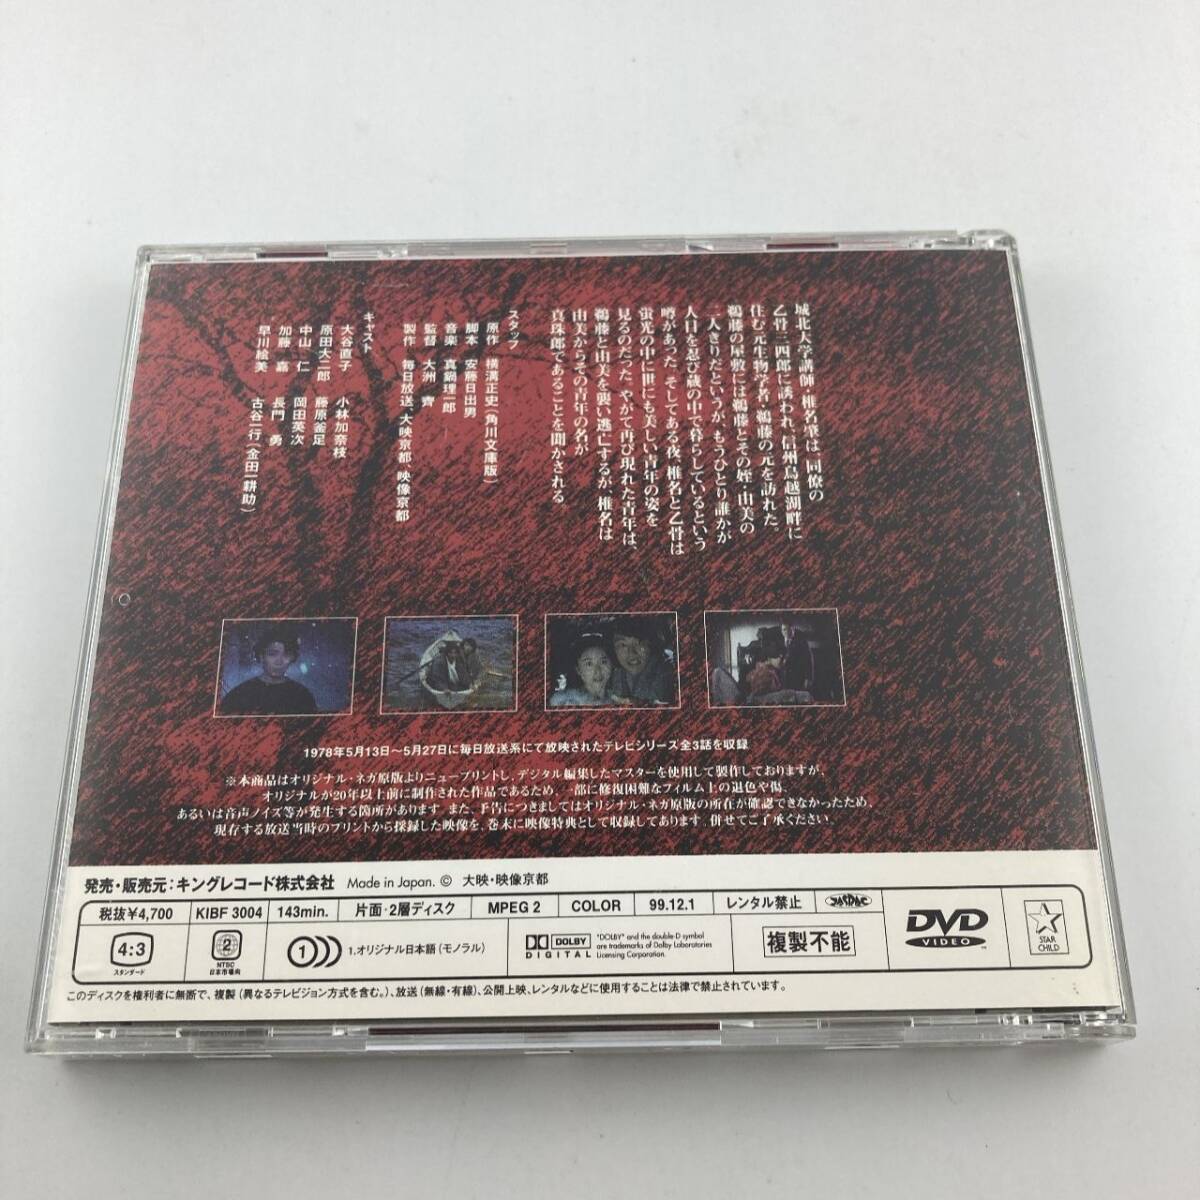 城北大学講師・椎名肇は、同僚の
乙骨三四郎に誘われ、信州鳥越湖畔に
住む元生物学者・鵜藤の元を訪れた。
鵜藤の屋敷には鵜藤とその姪・由美の
二人きりだというが、もうひとり誰かが
人目を忍び蔵の中で暮らしているという
噂があった。そしてある夜、椎名と乙骨は
蛍光の中に世にも美しい青年の姿を
見るのだった。やがて再び現れた青年は、
鵜藤と由美を襲い逃亡するが、椎名は
由美からその青年の名が
真珠郎であることを聞かされる。
スタッフ
原作 横溝正史(角川文庫版)
脚本 安藤日出男
音楽 真鍋理一郎
監督 大洲 齊
製作 毎日放送、大映京都、映像京都
キャスト
大谷直子 小林加奈枝
原田大二郎 藤原釜足
中山 仁 岡田英次
加藤 嘉 長門 勇
早川絵美 古谷一行(金田一耕助)
1978年5月13日〜5月27日に毎日放送系にて放映されたテレビシリーズ全3話を収録
※本商品はオリジナル・ネガ原版よりニュープリントし、デジタル編集したマスターを使用して製作しておりますが、
オリジナルが20年以上前に制作された作品であるため、一部に修復困難なフィルム上の退色や傷、
あるいは音声ノイズ等が発生する箇所があります。また、予告につきましてはオリジナル・ネガ原版の所在が確認できなかったため、
現存する放送当時のプリントから採録した映像を、巻末に映像特典として収録してあります。併せてご了承ください。
発売・販売元:キングレコード株式会社 Made in Japan. © 大映・映像京都
税抜¥4,700 KIBF 3004 143min. 片面・2層ディスク MPEG 2 COLOR 99.12.1 レンタル禁止
4:3
スタンダード
2
NTSC
日本市場向
1 1.オリジナル日本語(モノラル)
DOLBY
DIGITAL
"DOLBY" and the double-D symbol
are trademarks of Dolby Laboratories
Licensing Corporation.
複製不能
DVD
VIDEO
™
STAR
CHILD
このディスクを権利者に無断で、複製(異なるテレビジョン方式を含む。)、放送(無線・有線)、公開上映、レンタルなどに使用することは法律で禁止されています。